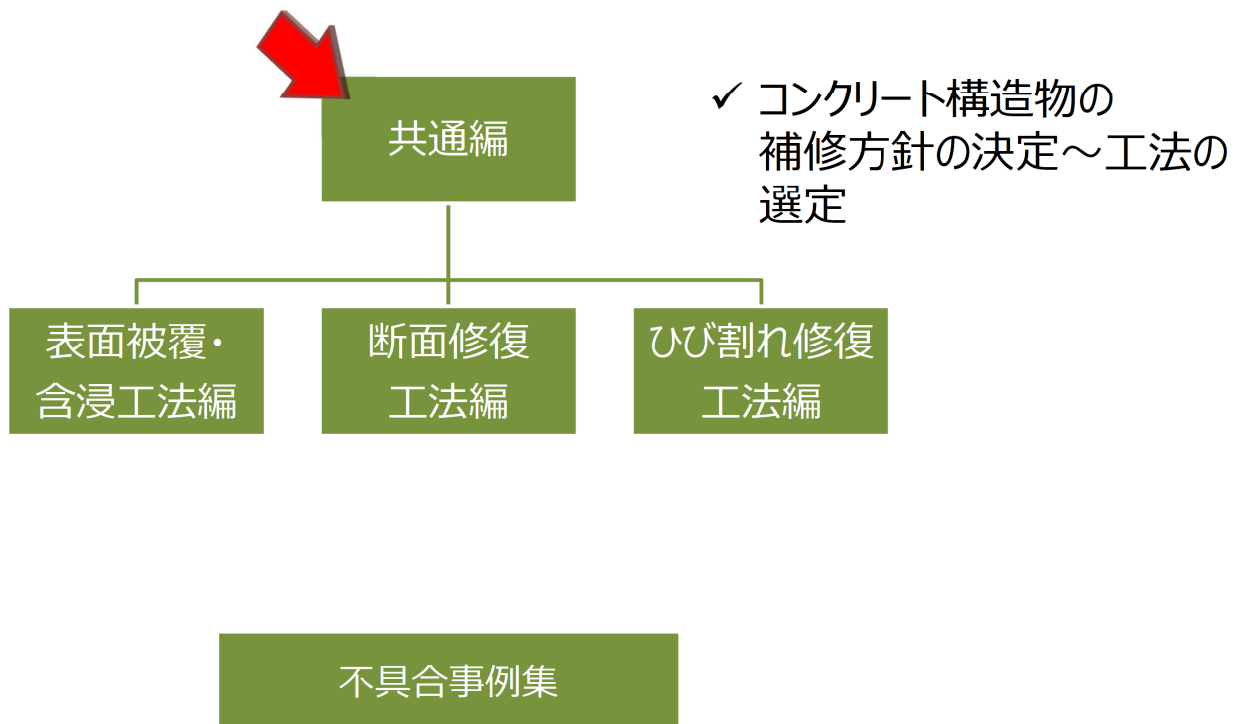 共通編
✓ コンクリート構造物の
補修方針の決定～工法の
選定
表面被覆・
含浸工法編
断面修復
工法編
ひび割れ修復
工法編
不具合事例集